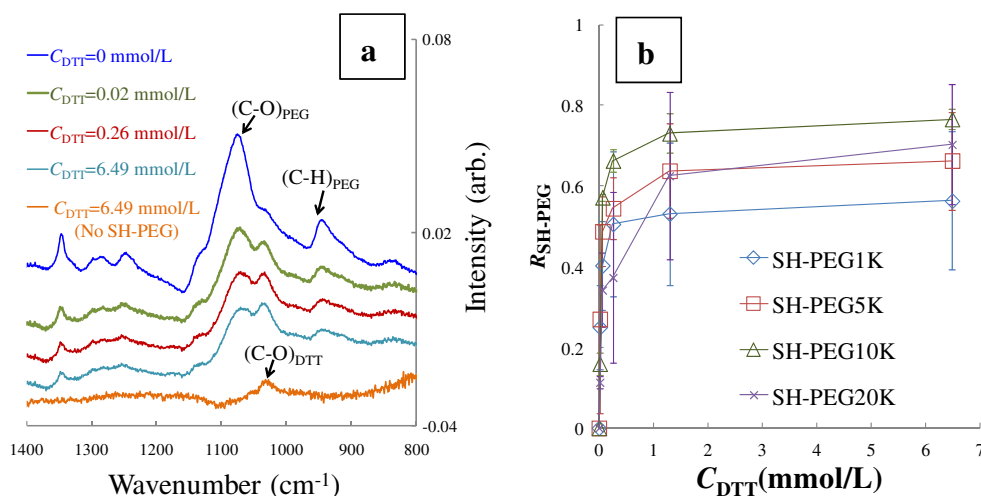 a
0.08
C_DTT=0 mmol/L
C_DTT=0.02 mmol/L
C_DTT=0.26 mmol/L
C_DTT=6.49 mmol/L
C_DTT=6.49 mmol/L
(No SH-PEG)
(C-O)PEG
(C-H)PEG
(C-O)DTT
0.02
-0.04
Intensity (arb.)
1400 1300 1200 1100 1000 900 800
Wavenumber (cm⁻¹)
b
1
0.8
0.6
0.4
0.2
0
R_SH-PEG
SH-PEG1K
SH-PEG5K
SH-PEG10K
SH-PEG20K
0 1 2 3 4 5 6 7
C_DTT(mmol/L)